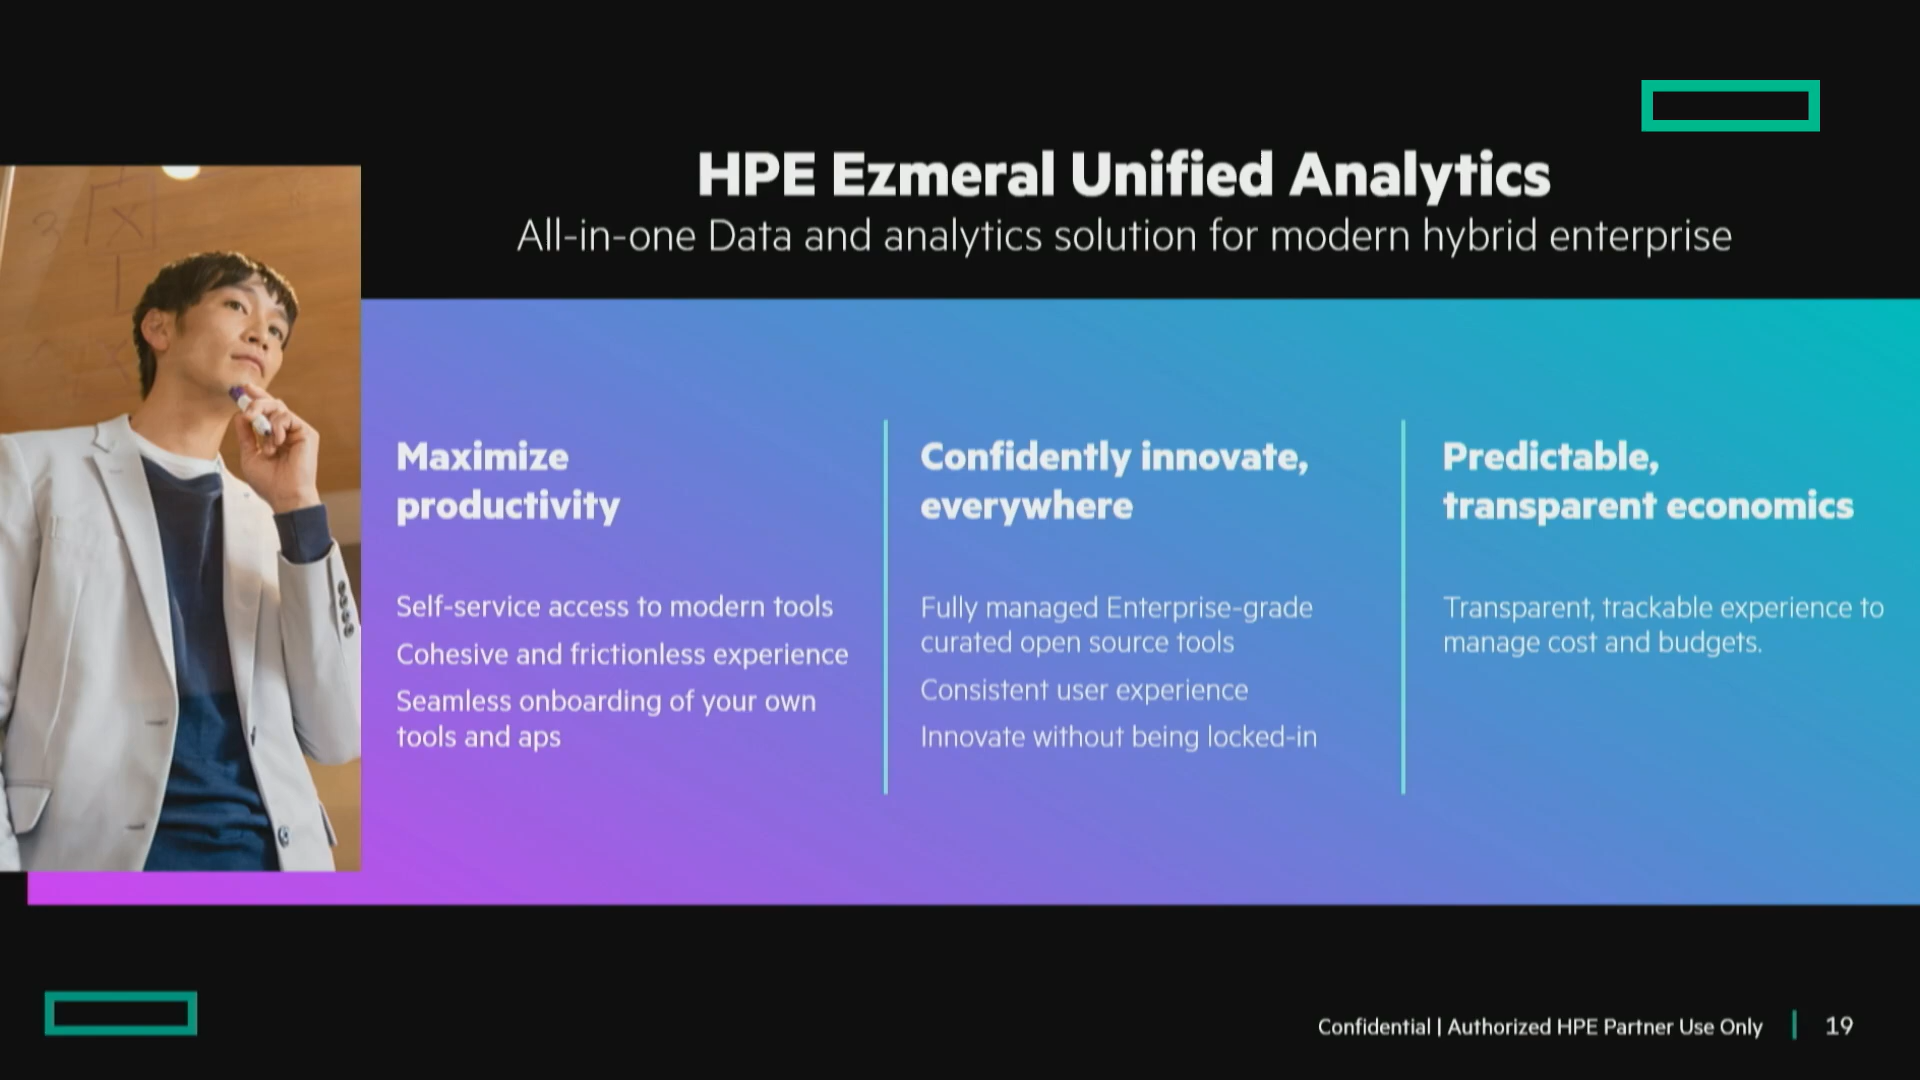 HPE Ezmeral Unified Analytics
All-in-one Data and analytics solution for modern hybrid enterprise
Maximize
productivity
Self-service access to modern tools
Cohesive and frictionless experience
Seamless onboarding of your own
tools and aps
Confidently innovate,
everywhere
Fully managed Enterprise-grade
curated open source tools
Consistent user experience
Innovate without being locked-in
Predictable,
transparent economics
Transparent, trackable experience to
manage cost and budgets.
Confidential | Authorized HPE Partner Use Only
19